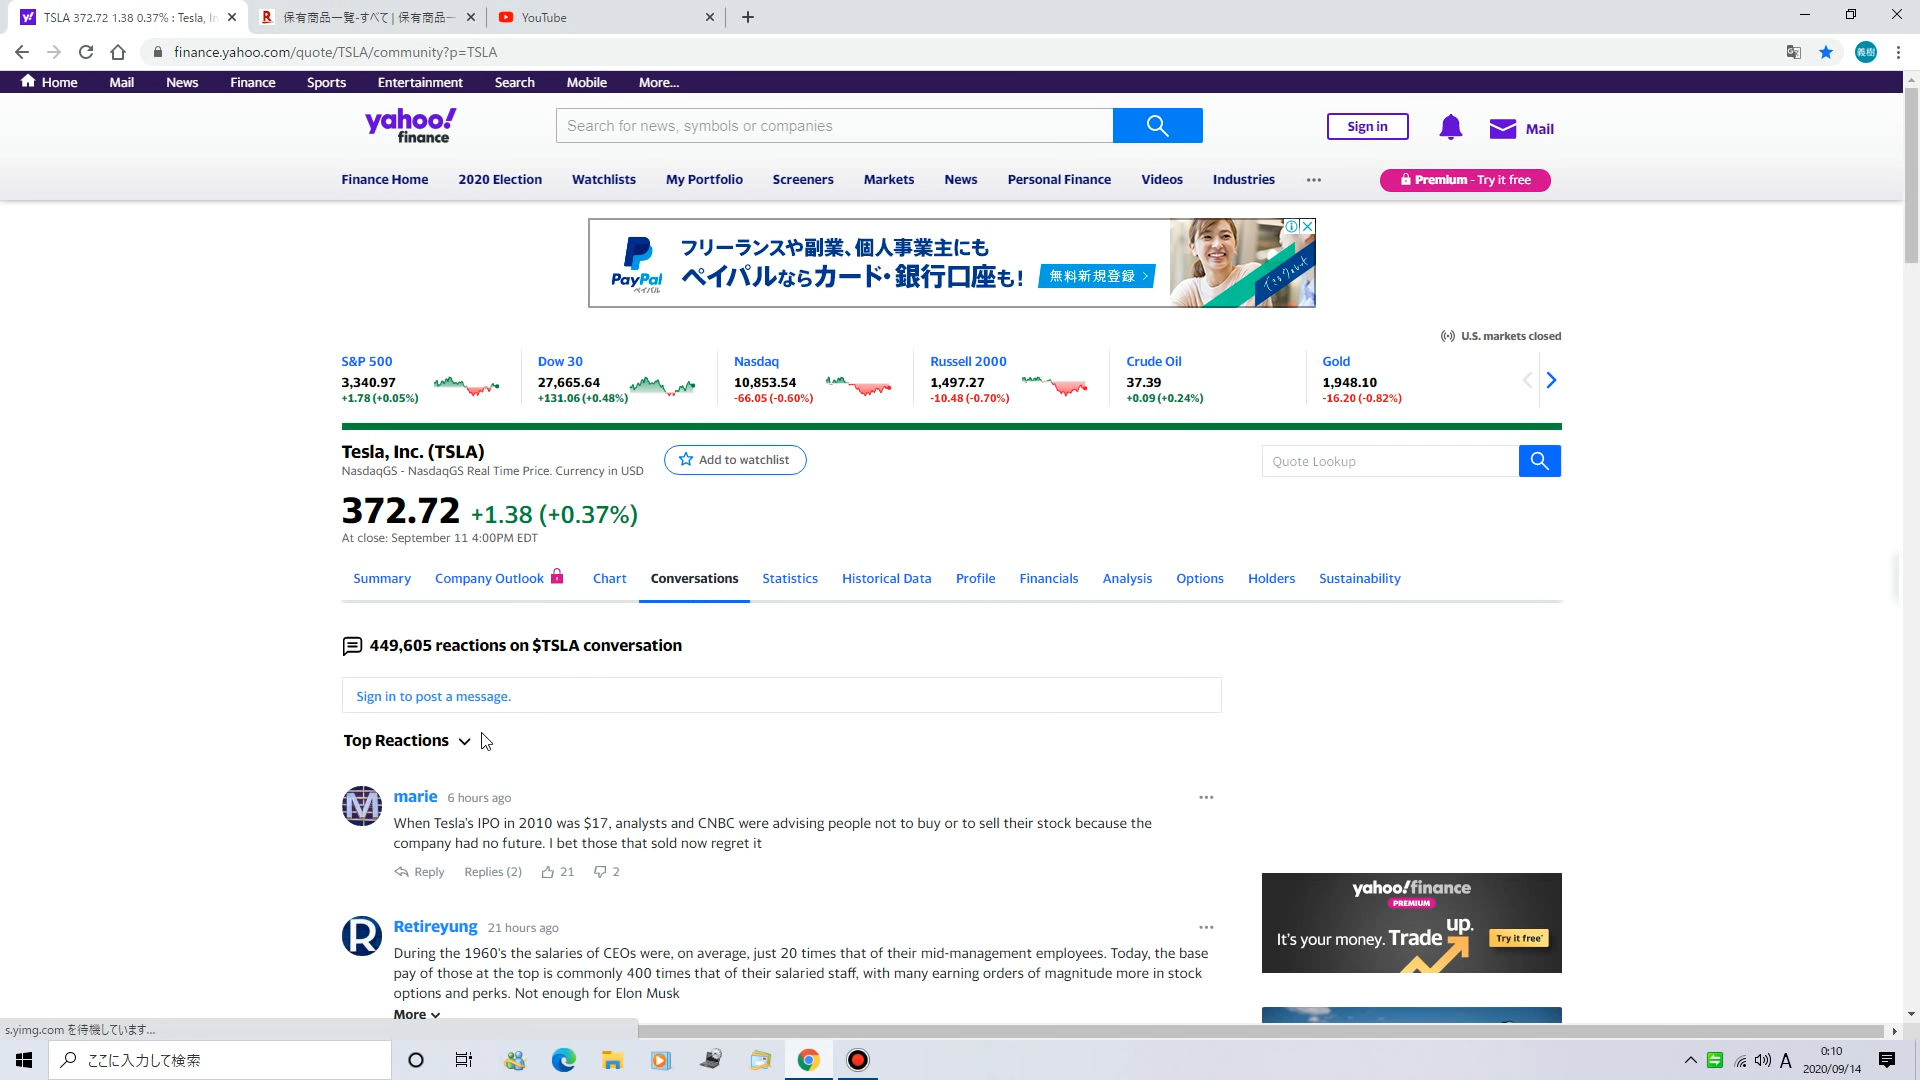 TSLA 372.72 1.38 0.37% : Tesla, In
保有商品一覧-すべて | 保有商品一
YouTube
finance.yahoo.com/quote/TSLA/community?p=TSLA
義樹
Home Mail News Finance Sports Entertainment Search Mobile More...
yahoo!
finance
Search for news, symbols or companies
Sign in
Mail
Finance Home 2020 Election Watchlists My Portfolio Screeners Markets News Personal Finance Videos Industries ...
Premium - Try it free
フリーランスや副業、個人事業主にも
ペイパルならカード・銀行口座も!
無料新規登録 >
PayPal
ペイパル
U.S. markets closed
S&P 500
3,340.97
+1.78 (+0.05%)
Dow 30
27,665.64
+131.06 (+0.48%)
Nasdaq
10,853.54
-66.05 (-0.60%)
Russell 2000
1,497.27
-10.48 (-0.70%)
Crude Oil
37.39
+0.09 (+0.24%)
Gold
1,948.10
-16.20 (-0.82%)
Tesla, Inc. (TSLA)
NasdaqGS - NasdaqGS Real Time Price. Currency in USD
Add to watchlist
Quote Lookup
372.72 +1.38 (+0.37%)
At close: September 11 4:00PM EDT
Summary Company Outlook Chart Conversations Statistics Historical Data Profile Financials Analysis Options Holders Sustainability
449,605 reactions on $TSLA conversation
Sign in to post a message.
Top Reactions
M
marie 6 hours ago
When Tesla's IPO in 2010 was $17, analysts and CNBC were advising people not to buy or to sell their stock because the
company had no future. I bet those that sold now regret it
Reply Replies (2) 21 2
R
Retireyung 21 hours ago
During the 1960's the salaries of CEOs were, on average, just 20 times that of their mid-management employees. Today, the base
pay of those at the top is commonly 400 times that of their salaried staff, with many earning orders of magnitude more in stock
options and perks. Not enough for Elon Musk
More
yahoo!finance
PREMIUM
It's your money. Trade up.
Try it free*
s.yimg.com を待機しています...
ここに入力して検索
A
0:10
2020/09/14